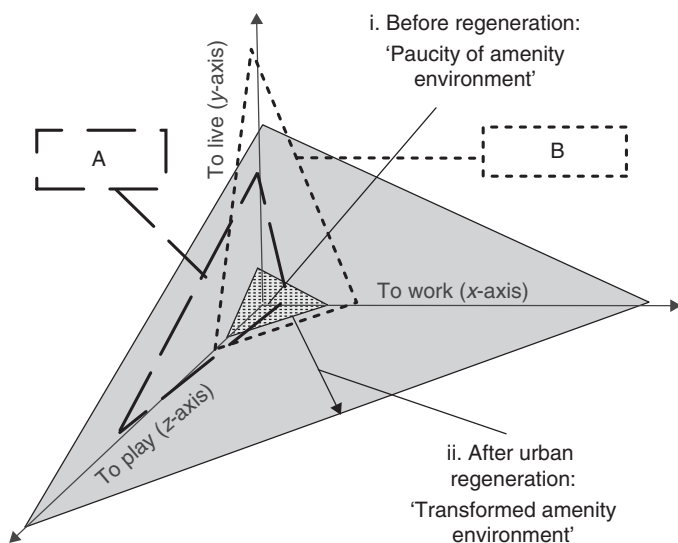 i. Before regeneration:
‘Paucity of amenity
environment’
To live (y-axis)
A
B
To work (x-axis)
To play (z-axis)
ii. After urban
regeneration:
‘Transformed amenity
environment’